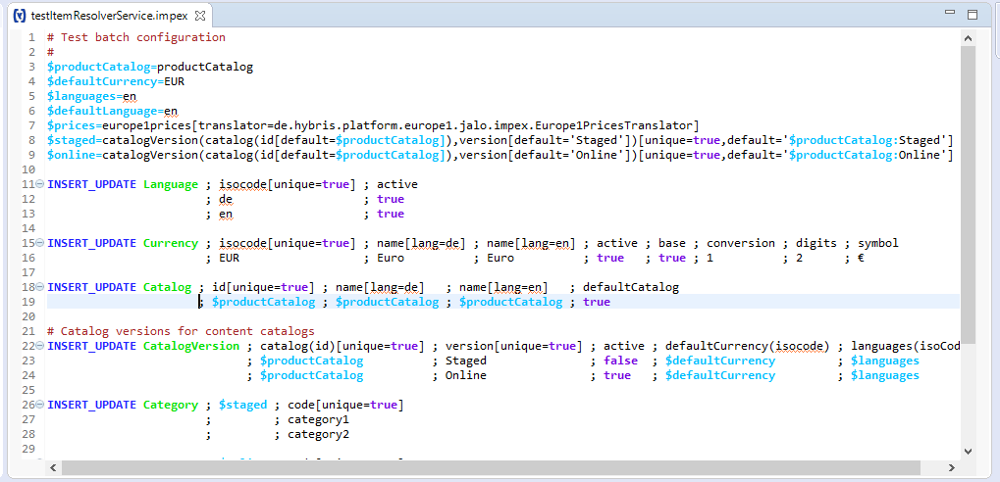 testItemResolverService.impex
1 # Test batch configuration
2 #
3 $productCatalog=productCatalog
4 $defaultCurrency=EUR
5 $languages=en
6 $defaultLanguage=en
7 $prices=europe1prices[translator=de.hybris.platform.europe1.jalo.impex.Europe1PricesTranslator]
8 $staged=catalogVersion(catalog(id[default=$productCatalog]),version[default='Staged'])[unique=true,default='$productCatalog:Staged']
9 $online=catalogVersion(catalog(id[default=$productCatalog]),version[default='Online'])[unique=true,default='$productCatalog:Online']
10
11 INSERT_UPDATE Language ; isocode[unique=true] ; active
12 ; de ; true
13 ; en ; true
14
15 INSERT_UPDATE Currency ; isocode[unique=true] ; name[lang=de] ; name[lang=en] ; active ; base ; conversion ; digits ; symbol
16 ; EUR ; Euro ; Euro ; true ; true ; 1 ; 2 ; €
17
18 INSERT_UPDATE Catalog ; id[unique=true] ; name[lang=de] ; name[lang=en] ; defaultCatalog
19 ; $productCatalog ; $productCatalog ; $productCatalog ; true
20
21 # Catalog versions for content catalogs
22 INSERT_UPDATE CatalogVersion ; catalog(id)[unique=true] ; version[unique=true] ; active ; defaultCurrency(isocode) ; languages(isoCod
23 ; $productCatalog ; Staged ; false ; $defaultCurrency ; $languages
24 ; $productCatalog ; Online ; true ; $defaultCurrency ; $languages
25
26 INSERT_UPDATE Category ; $staged ; code[unique=true]
27 ; ; category1
28 ; ; category2
29